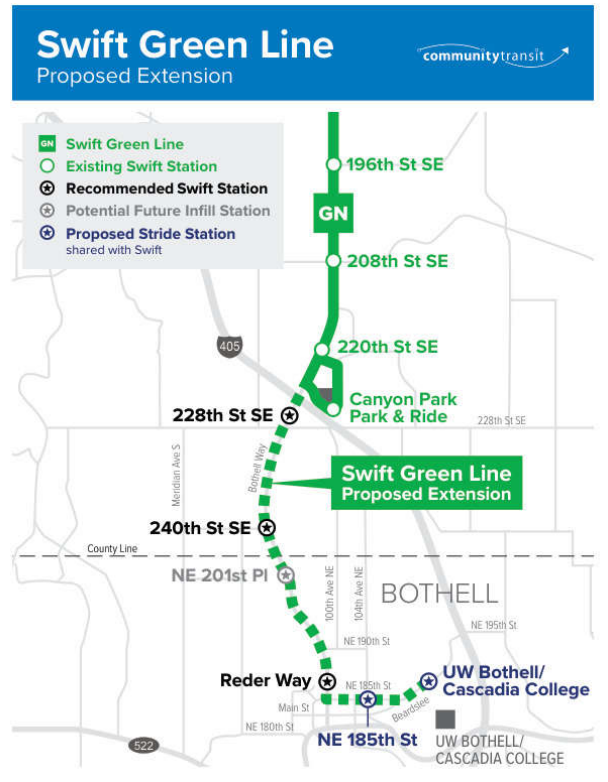 Swift Green Line
Proposed Extension
communitytransit
GN Swift Green Line
Existing Swift Station
Recommended Swift Station
Potential Future Infill Station
Proposed Stride Station
shared with Swift
196th St SE
GN
208th St SE
405
220th St SE
Canyon Park
Park & Ride
228th St SE
228th St SE
Meridian Ave S
Bothell Way
Swift Green Line
Proposed Extension
240th St SE
County Line
NE 201st Pl
100th Ave NE
104th Ave NE
BOTHELL
NE 195th St
NE 190th St
Reder Way
NE 185th St
UW Bothell/
Cascadia College
Main St
Beardslee
NE 180th St
NE 185th St
522
UW BOTHELL/
CASCADIA COLLEGE